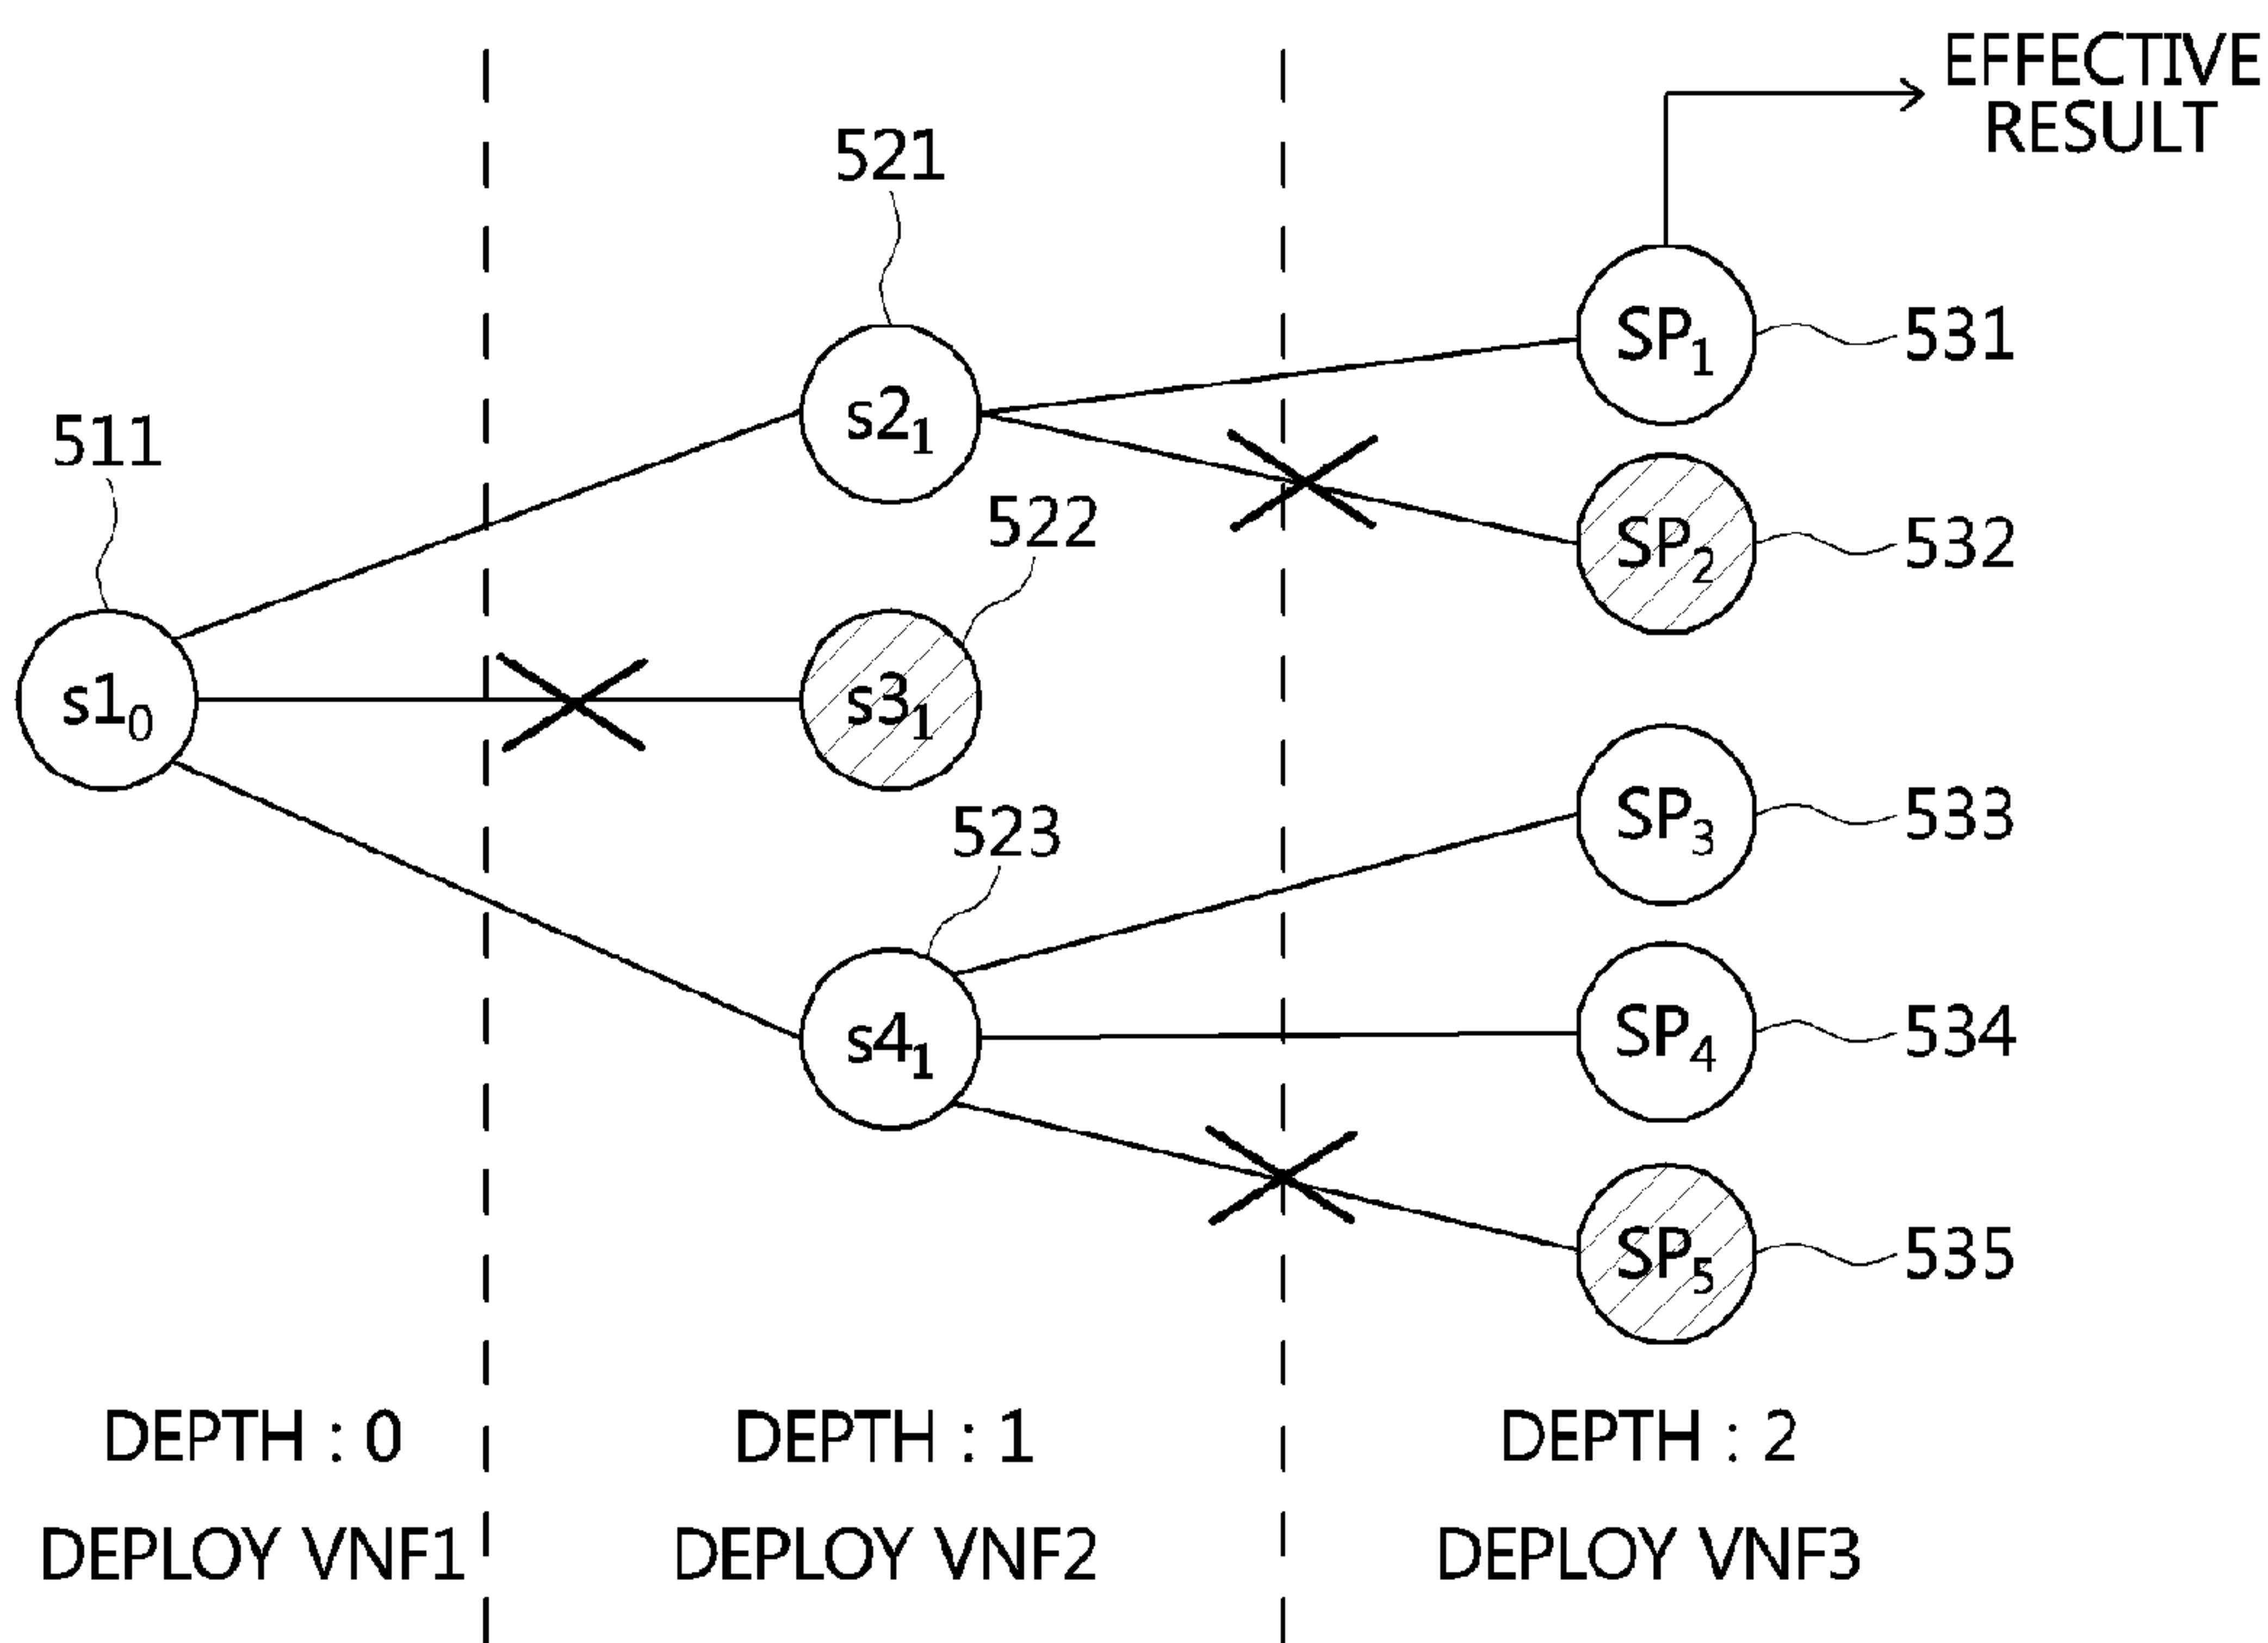 EFFECTIVE
RESULT
521
SP1
531
511
s21
522
SP2
532
s10
s31
523
SP3
533
s41
SP4
534
SP5
535
DEPTH : 0
DEPTH : 1
DEPTH : 2
DEPLOY VNF1
DEPLOY VNF2
DEPLOY VNF3